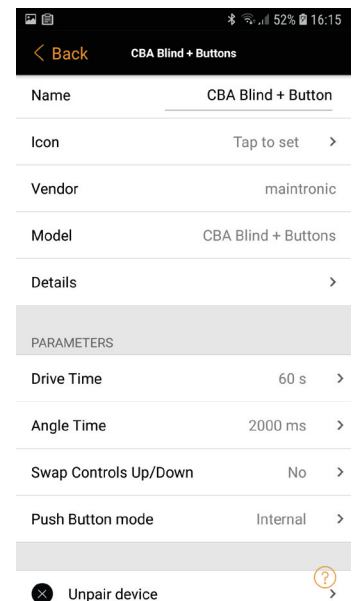 52% 16:15
Back CBA Blind + Buttons
Name CBA Blind + Button
Icon Tap to set
Vendor maintronic
Model CBA Blind + Buttons
Details
PARAMETERS
Drive Time 60 s
Angle Time 2000 ms
Swap Controls Up/Down No
Push Button mode Internal
?
Unpair device